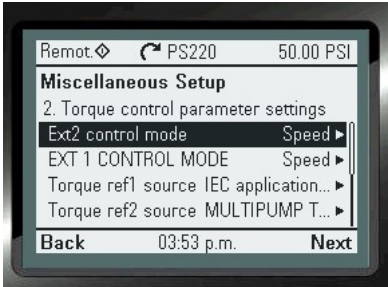 Remot. PS220 50.00 PSI
Miscellaneous Setup
2. Torque control parameter settings
Ext2 control mode Speed
EXT 1 CONTROL MODE Speed
Torque ref1 source IEC application...
Torque ref2 source MULTIPUMP T...
Back 03:53 p.m. Next